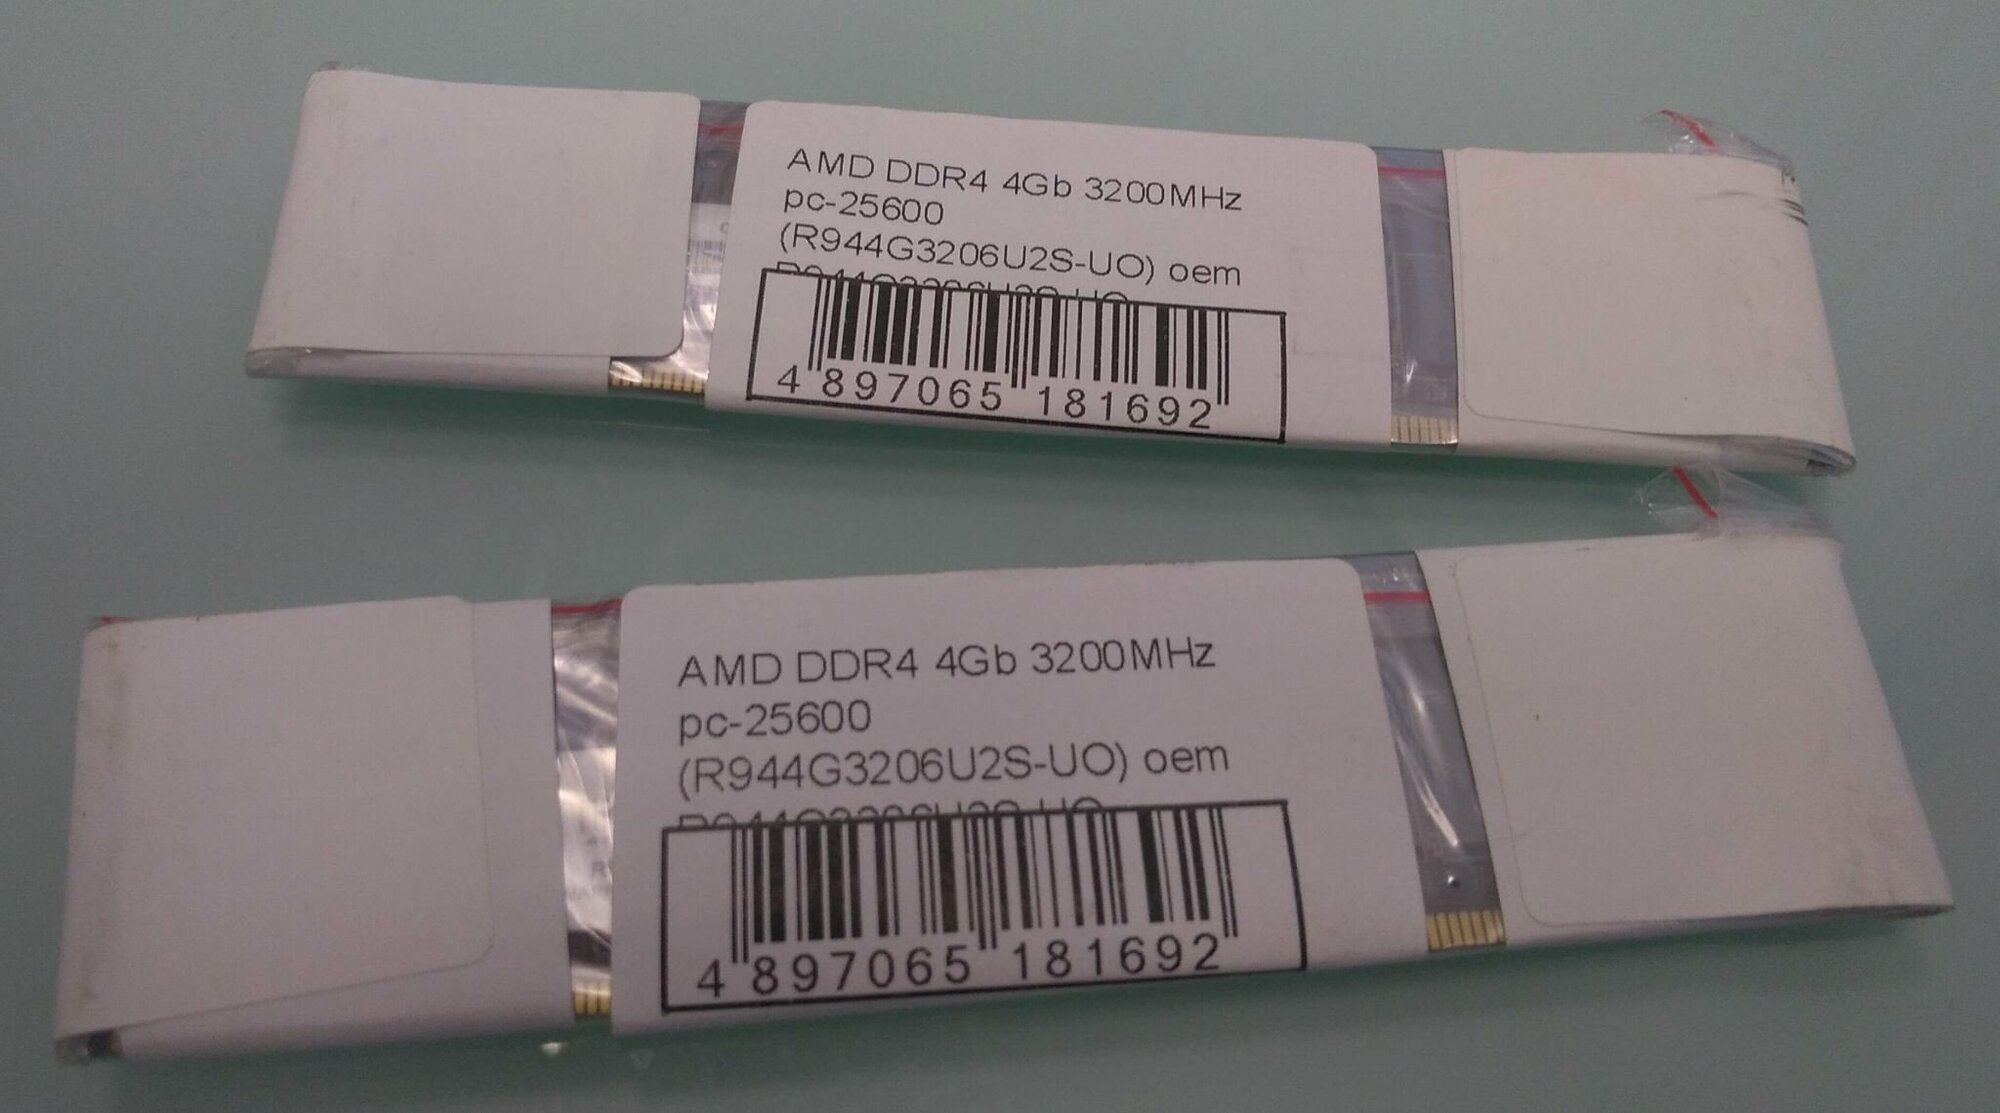 AMD DDR4 4Gb 3200MHz
pc-25600
(R944G3206U2S-UO) oem
4 897065 181692
AMD DDR4 4Gb 3200MHz
pc-25600
(R944G3206U2S-UO) oem
4 897065 181692